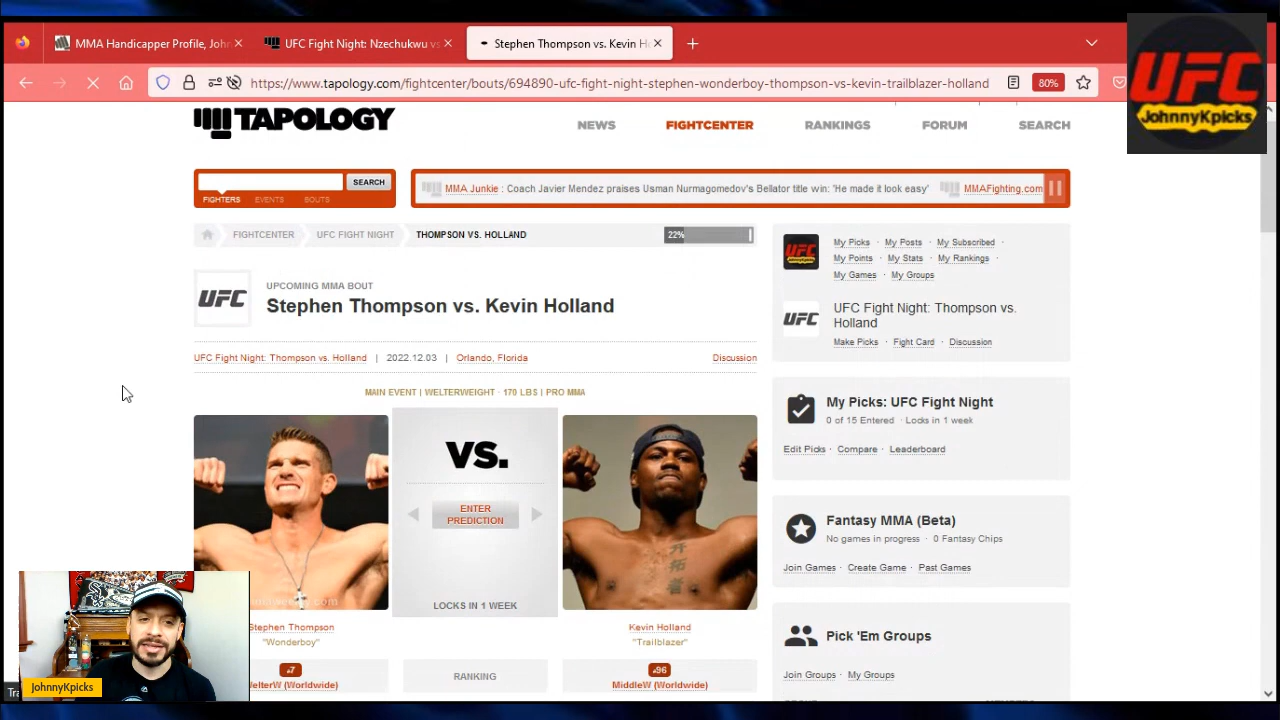 MMA Handicapper Profile, Joh
UFC Fight Night: Nzechukwu vs
Stephen Thompson vs. Kevin H
https://www.tapology.com/fightcenter/bouts/694890-ufc-fight-night-stephen-wonderboy-thompson-vs-kevin-trailblazer-holland
80%
UFC
JohnnyKpicks
TAPOLOGY
NEWS
FIGHTCENTER
RANKINGS
FORUM
SEARCH
SEARCH
FIGHTERS
EVENTS
BOUTS
MMA Junkie : Coach Javier Mendez praises Usman Nurmagomedov's Bellator title win: 'He made it look easy'
MMAFighting.com
FIGHTCENTER
UFC FIGHT NIGHT
THOMPSON VS. HOLLAND
22%
UFC
UPCOMING MMA BOUT
Stephen Thompson vs. Kevin Holland
UFC Fight Night: Thompson vs. Holland | 2022.12.03 | Orlando, Florida
Discussion
MAIN EVENT | WELTERWEIGHT · 170 LBS | PRO MMA
VS.
ENTER
PREDICTION
LOCKS IN 1 WEEK
开
拓
者
Stephen Thompson
"Wonderboy"
Kevin Holland
"Trailblazer"
7
WelterW (Worldwide)
RANKING
96
MiddleW (Worldwide)
UFC
My Picks · My Posts · My Subscribed ·
My Points · My Stats · My Rankings ·
My Games · My Groups
UFC
UFC Fight Night: Thompson vs.
Holland
Make Picks · Fight Card · Discussion
My Picks: UFC Fight Night
0 of 15 Entered · Locks in 1 week
Edit Picks · Compare · Leaderboard
Fantasy MMA (Beta)
No games in progress · 0 Fantasy Chips
Join Games · Create Game · Past Games
Pick 'Em Groups
Join Groups · My Groups
JohnnyKpicks
Tra